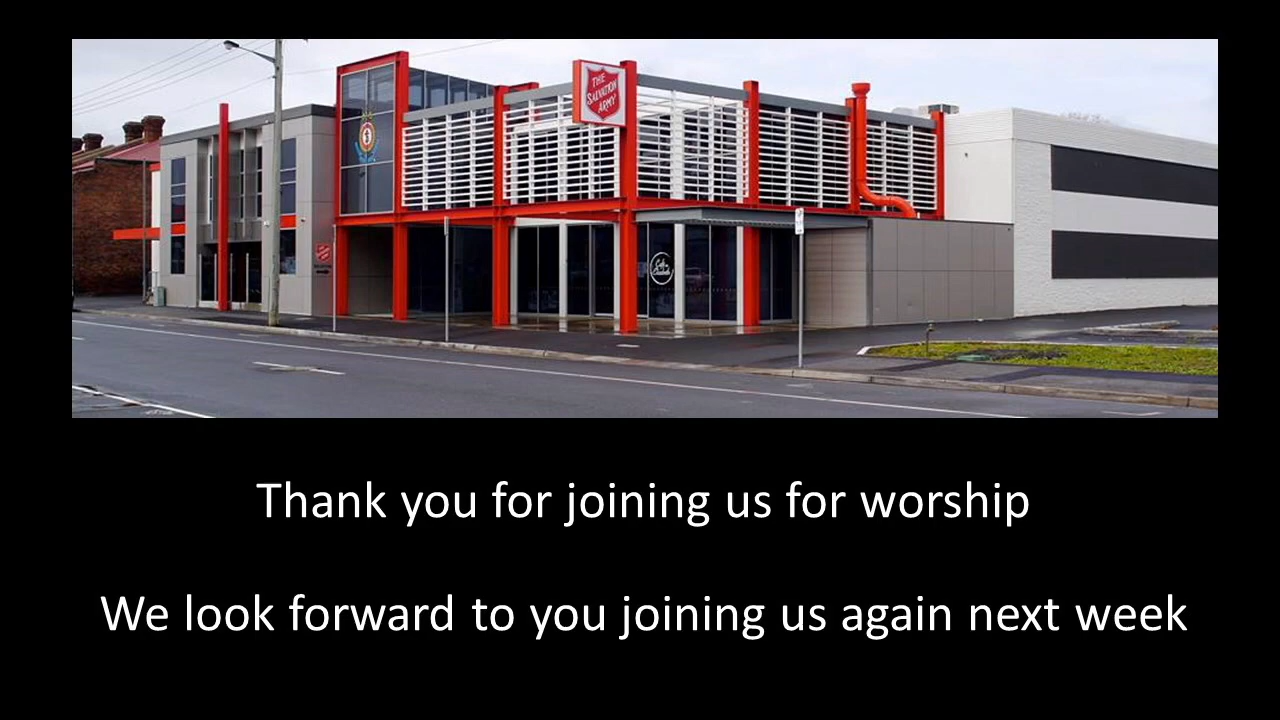 THE
SALVATION
ARMY
Thank you for joining us for worship
We look forward to you joining us again next week